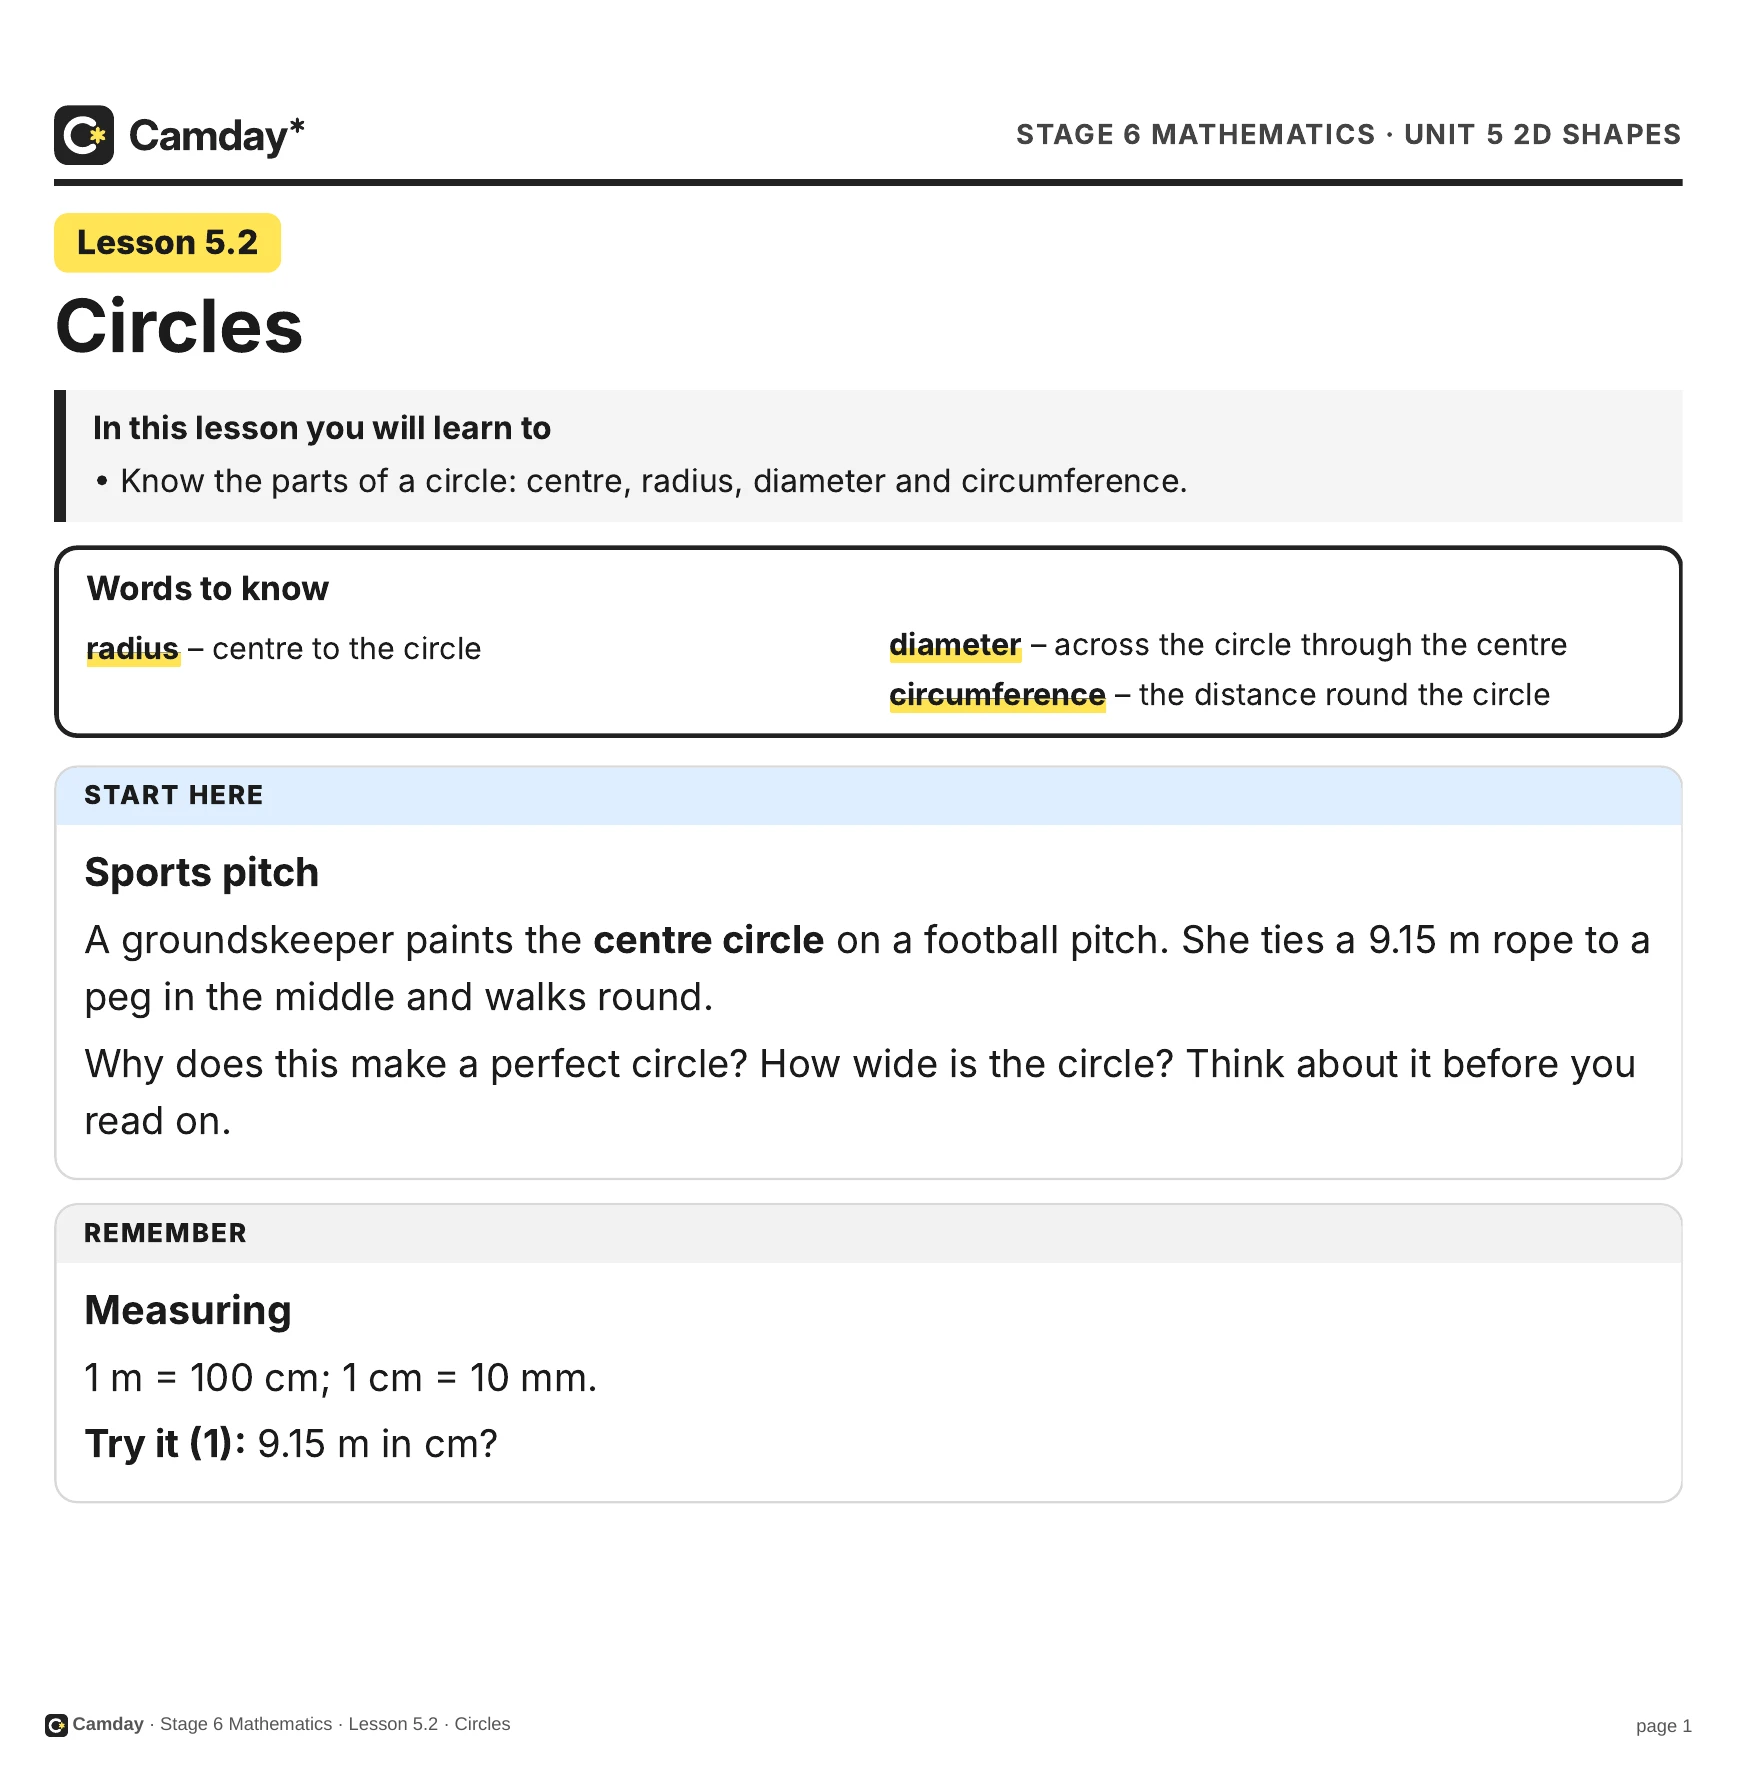 Camday*
STAGE 6 MATHEMATICS · UNIT 5 2D SHAPES
Lesson 5.2
Circles
In this lesson you will learn to
• Know the parts of a circle: centre, radius, diameter and circumference.
Words to know
radius – centre to the circle
diameter – across the circle through the centre
circumference – the distance round the circle
START HERE
Sports pitch
A groundskeeper paints the centre circle on a football pitch. She ties a 9.15 m rope to a
peg in the middle and walks round.
Why does this make a perfect circle? How wide is the circle? Think about it before you
read on.
REMEMBER
Measuring
1 m = 100 cm; 1 cm = 10 mm.
Try it (1): 9.15 m in cm?
Camday · Stage 6 Mathematics · Lesson 5.2 · Circles
page 1